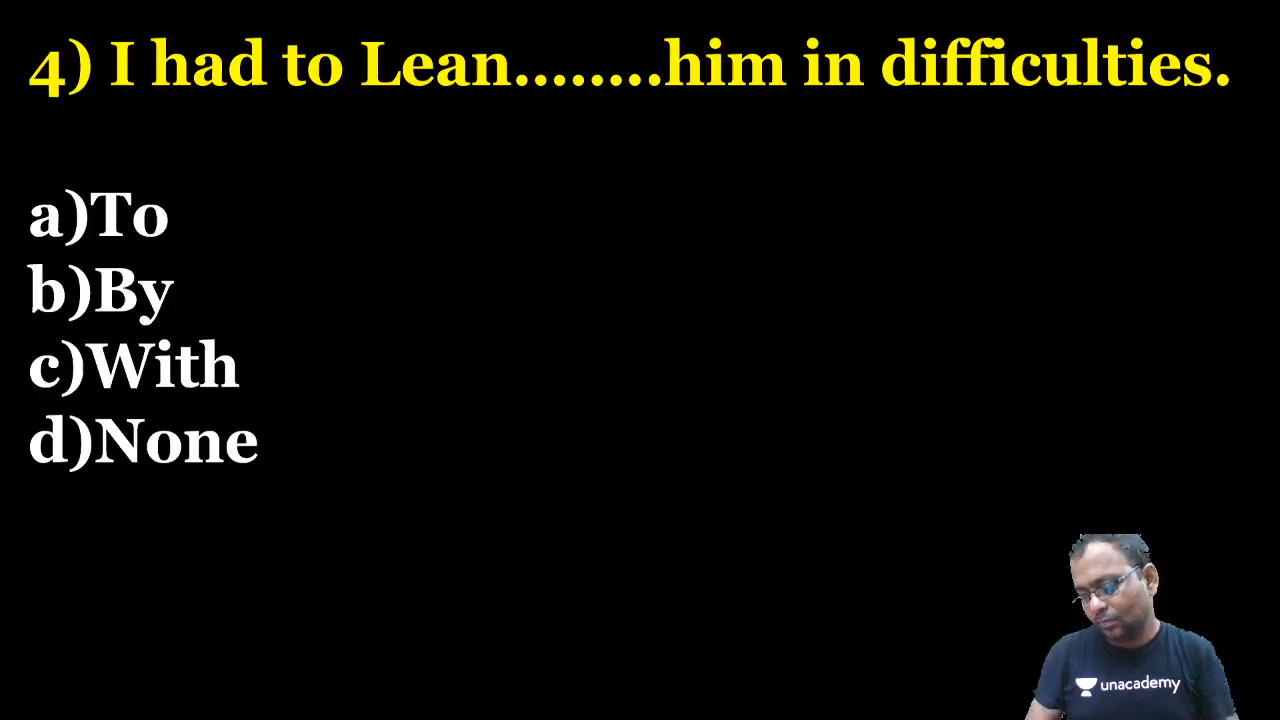 4) I had to Lean........him in difficulties.
a)To
b)By
c)With
d)None
unacademy